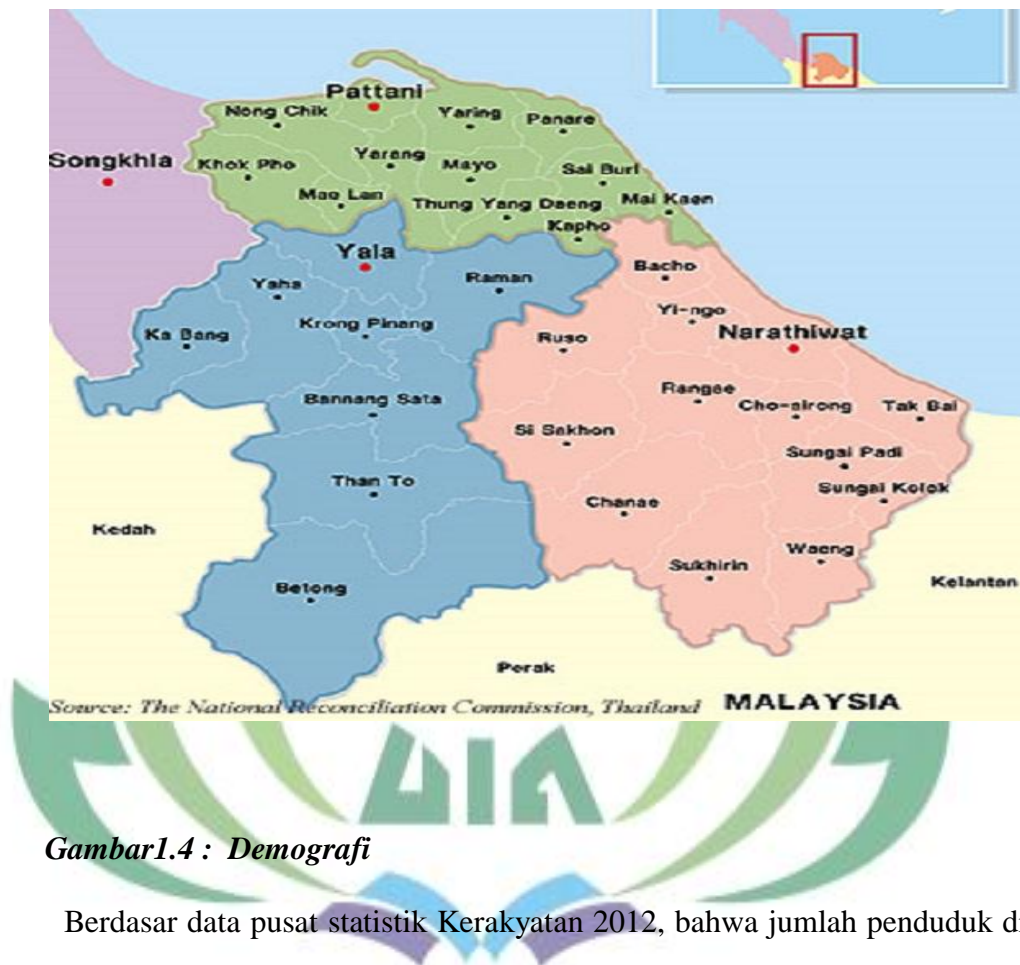 Pattani
Nong Chik
Yaring
Panare
Songkhla
Khok Pho
Yarang
Mayo
Sai Buri
Mae Lan
Thung Yang Daeng
Mai Kaen
Kapho
Yala
Yaha
Raman
Bacho
Yi-ngo
Ka Bang
Krong Pinang
Ruso
Narathiwat
Rangae
Bannang Sata
Cho-airong
Tak Bai
Si Sakhon
Sungai Padi
Than To
Sungai Kolok
Chanae
Kedah
Waeng
Sukhirin
Betong
Kelantan
Perak
Source: The National Reconciliation Commission, Thailand
MALAYSIA
UIN
Gambar1.4 : Demografi
Berdasar data pusat statistik Kerakyatan 2012, bahwa jumlah penduduk di